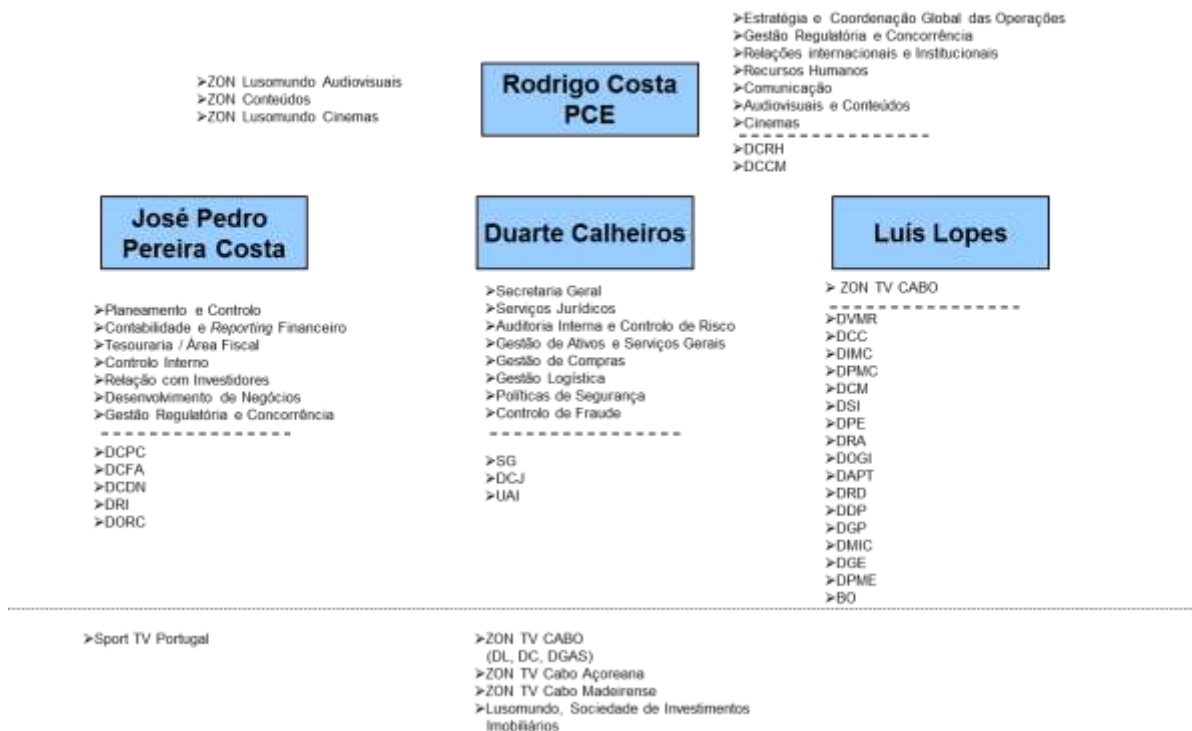 ➢ZON Lusomundo Audiovisuais
➢ZON Conteúdos
➢ZON Lusomundo Cinemas
Rodrigo Costa
PCE
➢Estratégia e Coordenação Global das Operações
➢Gestão Regulatória e Concorrência
➢Relações internacionais e Institucionais
➢Recursos Humanos
➢Comunicação
➢Audiovisuais e Conteúdos
➢Cinemas
➢DCRH
➢DCCM
José Pedro
Pereira Costa
➢Planeamento e Controlo
➢Contabilidade e Reporting Financeiro
➢Tesouraria / Área Fiscal
➢Controlo Interno
➢Relação com Investidores
➢Desenvolvimento de Negócios
➢Gestão Regulatória e Concorrência
➢DCPC
➢DCFA
➢DCDN
➢DRI
➢DORC
Duarte Calheiros
➢Secretaria Geral
➢Serviços Jurídicos
➢Auditoria Interna e Controlo de Risco
➢Gestão de Ativos e Serviços Gerais
➢Gestão de Compras
➢Gestão Logística
➢Políticas de Segurança
➢Controlo de Fraude
➢SG
➢DCJ
➢UAI
Luís Lopes
➢ ZON TV CABO
➢DVMR
➢DCC
➢DIMC
➢DPMC
➢DCM
➢DSI
➢DPE
➢DRA
➢DOGI
➢DAPT
➢DRD
➢DDP
➢DGP
➢DMIC
➢DGE
➢DPME
➢BO
➢Sport TV Portugal
➢ZON TV CABO
(DL, DC, DGAS)
➢ZON TV Cabo Açoreana
➢ZON TV Cabo Madeirense
➢Lusomundo, Sociedade de Investimentos
Imobiliários